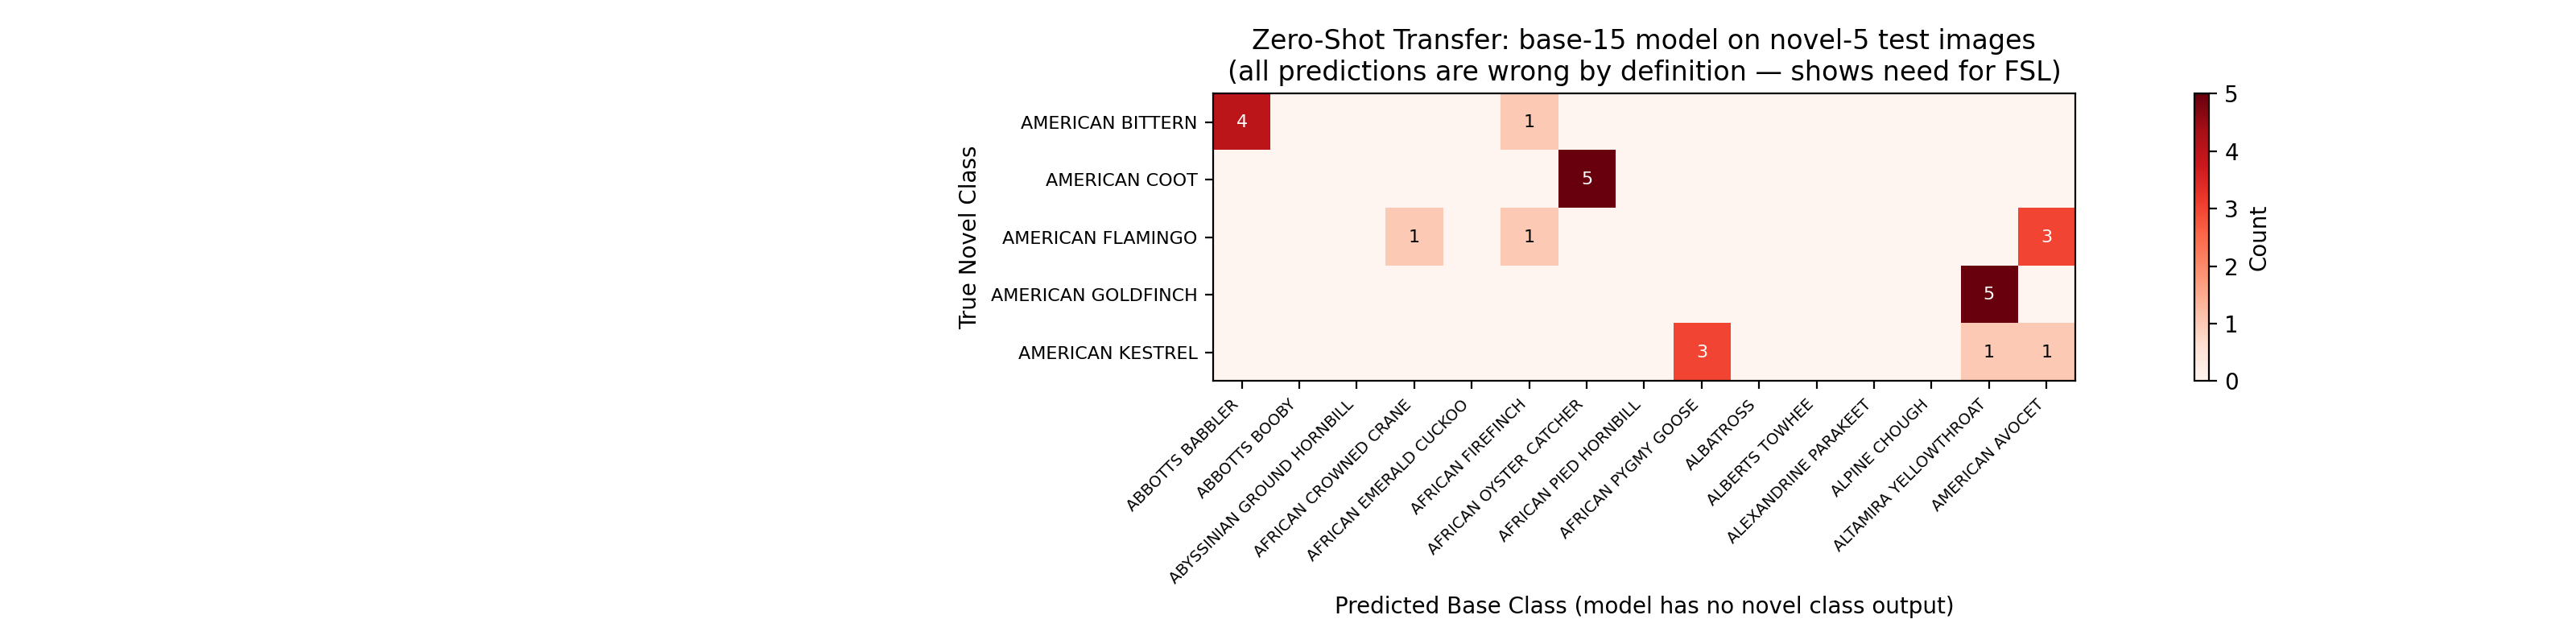 Zero-Shot Transfer: base-15 model on novel-5 test images
(all predictions are wrong by definition — shows need for FSL)
True Novel Class
AMERICAN BITTERN
4
1
AMERICAN COOT
5
AMERICAN FLAMINGO
1
1
3
AMERICAN GOLDFINCH
5
AMERICAN KESTREL
3
1
1
ABBOTTS BABBLER
ABBOTTS BOOBY
ABYSSINIAN GROUND HORNBILL
AFRICAN CROWNED CRANE
AFRICAN EMERALD CUCKOO
AFRICAN FIREFINCH
AFRICAN OYSTER CATCHER
AFRICAN PIED HORNBILL
AFRICAN PYGMY GOOSE
ALBATROSS
ALBERTS TOWHEE
ALEXANDRINE PARAKEET
ALPINE CHOUGH
ALTAMIRA YELLOWTHROAT
AMERICAN AVOCET
Predicted Base Class (model has no novel class output)
5
4
3
2
1
0
Count